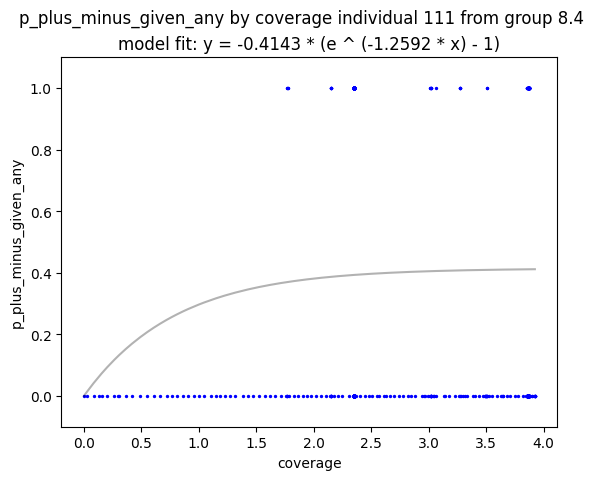 p_plus_minus_given_any by coverage individual 111 from group 8.4
model fit: y = -0.4143 * (e ^ (-1.2592 * x) - 1)
1.0
0.8
0.6
0.4
0.2
0.0
p_plus_minus_given_any
0.0 0.5 1.0 1.5 2.0 2.5 3.0 3.5 4.0
coverage